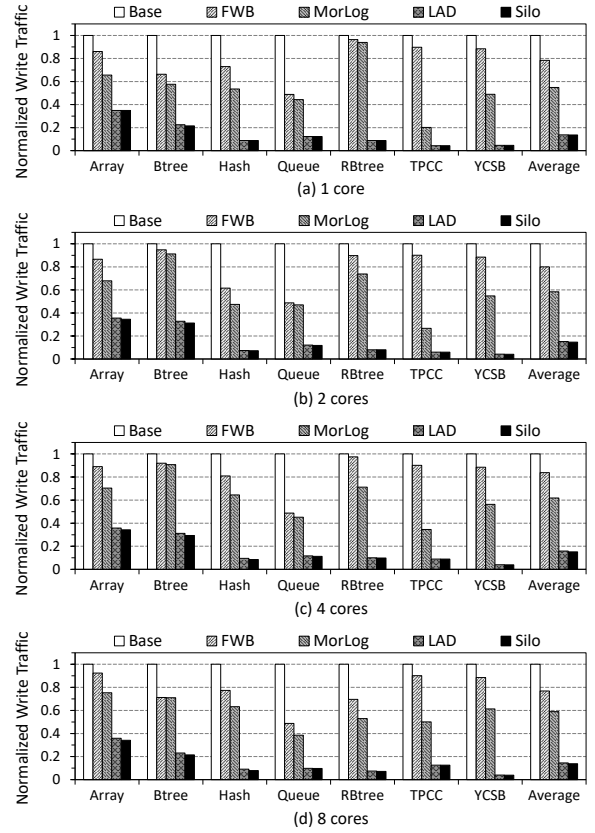 Base FWB MorLog LAD Silo
Normalized Write Traffic
1
0.8
0.6
0.4
0.2
0
Array Btree Hash Queue RBtree TPCC YCSB Average
(a) 1 core
Base FWB MorLog LAD Silo
Normalized Write Traffic
1
0.8
0.6
0.4
0.2
0
Array Btree Hash Queue RBtree TPCC YCSB Average
(b) 2 cores
Base FWB MorLog LAD Silo
Normalized Write Traffic
1
0.8
0.6
0.4
0.2
0
Array Btree Hash Queue RBtree TPCC YCSB Average
(c) 4 cores
Base FWB MorLog LAD Silo
Normalized Write Traffic
1
0.8
0.6
0.4
0.2
0
Array Btree Hash Queue RBtree TPCC YCSB Average
(d) 8 cores